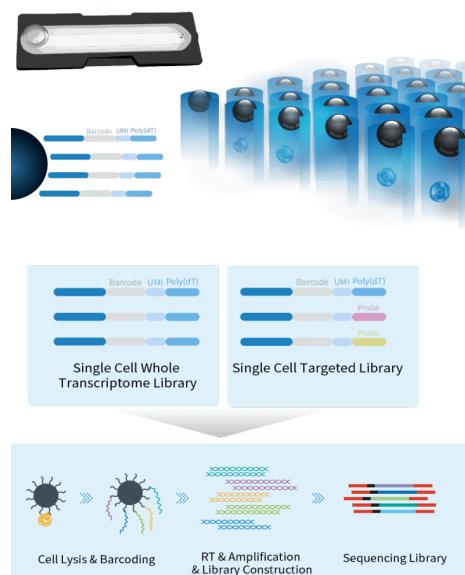 Barcode UMI Poly(dT)
Barcode UMI Poly(dT)
Barcode UMI Poly(dT)
Probe
Probe
Single Cell Whole
Transcriptome Library
Single Cell Targeted Library
Cell Lysis & Barcoding
RT & Amplification
& Library Construction
Sequencing Library